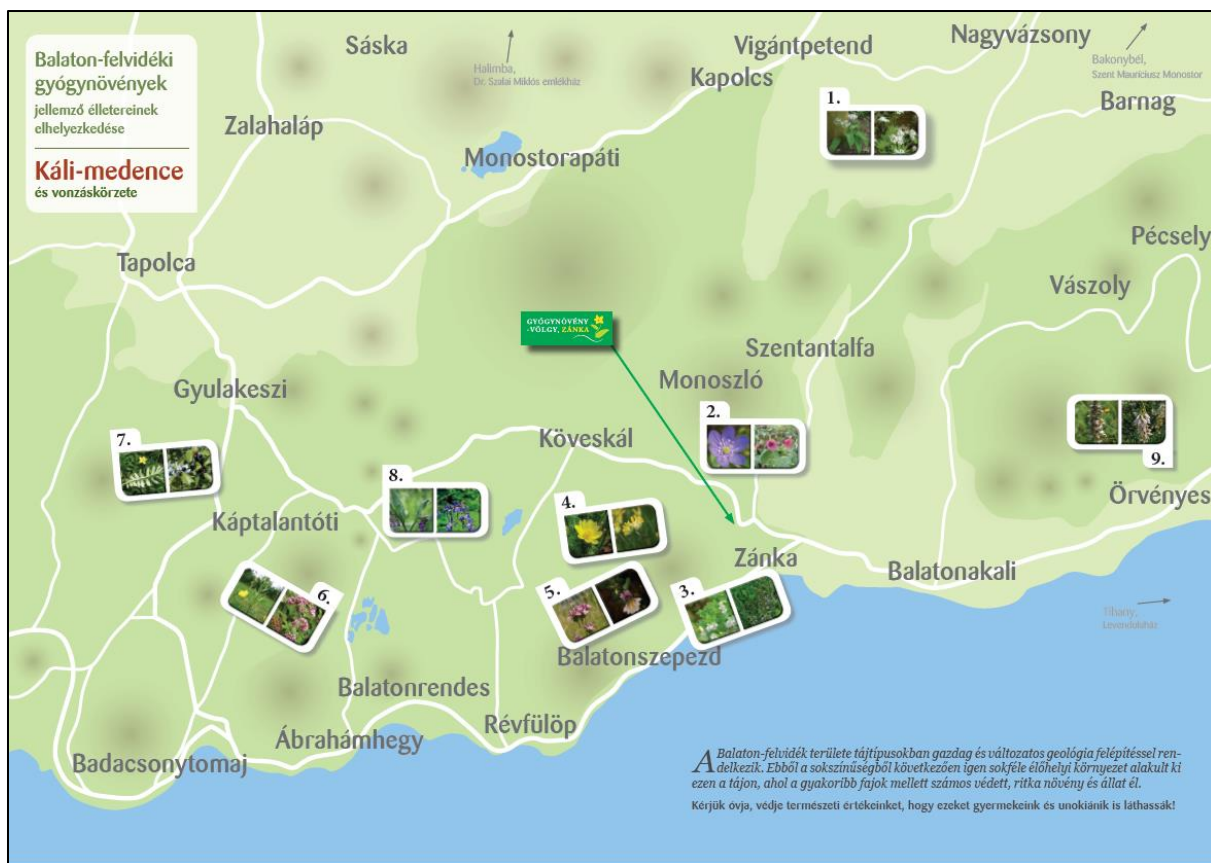 Balaton-felvidéki
gyógynövények
jellemző élletereinek
elhelyezkedése
Káli-medence
és vonzáskörzete
Sáska
Halimba,
Dr. Szalai Miklós emlékház
Vigántpetend
Kapolcs
Nagyvázsony
Bakonybél,
Szent Mauríciusz Monostor
Barnag
Zalahaláp
Monostorapáti
1.
Pécsely
Tapolca
Vászoly
GYÓGYNÖVÉNY
-VÖLGY, ZÁNKA
Szentantalfa
Monoszló
Gyulakeszi
2.
Köveskál
7.
8.
9.
Örvényes
4.
Káptalantóti
Zánka
Balatonakali
6.
5.
3.
Tihany,
Levendulaház
Balatonszepezd
Balatonrendes
Révfülöp
Ábrahámhegy
Badacsonytomaj
A Balaton-felvidék területe tájtípusokban gazdag és változatos geológia felépítéssel ren-
delkezik. Ebből a sokszínűségből következően igen sokféle élőhelyi környezet alakult ki
ezen a tájon, ahol a gyakoribb fajok mellett számos védett, ritka növény és állat él.
Kérjük óvja, védje természeti értékeinket, hogy ezeket gyermekeink és unokiánik is láthassák!